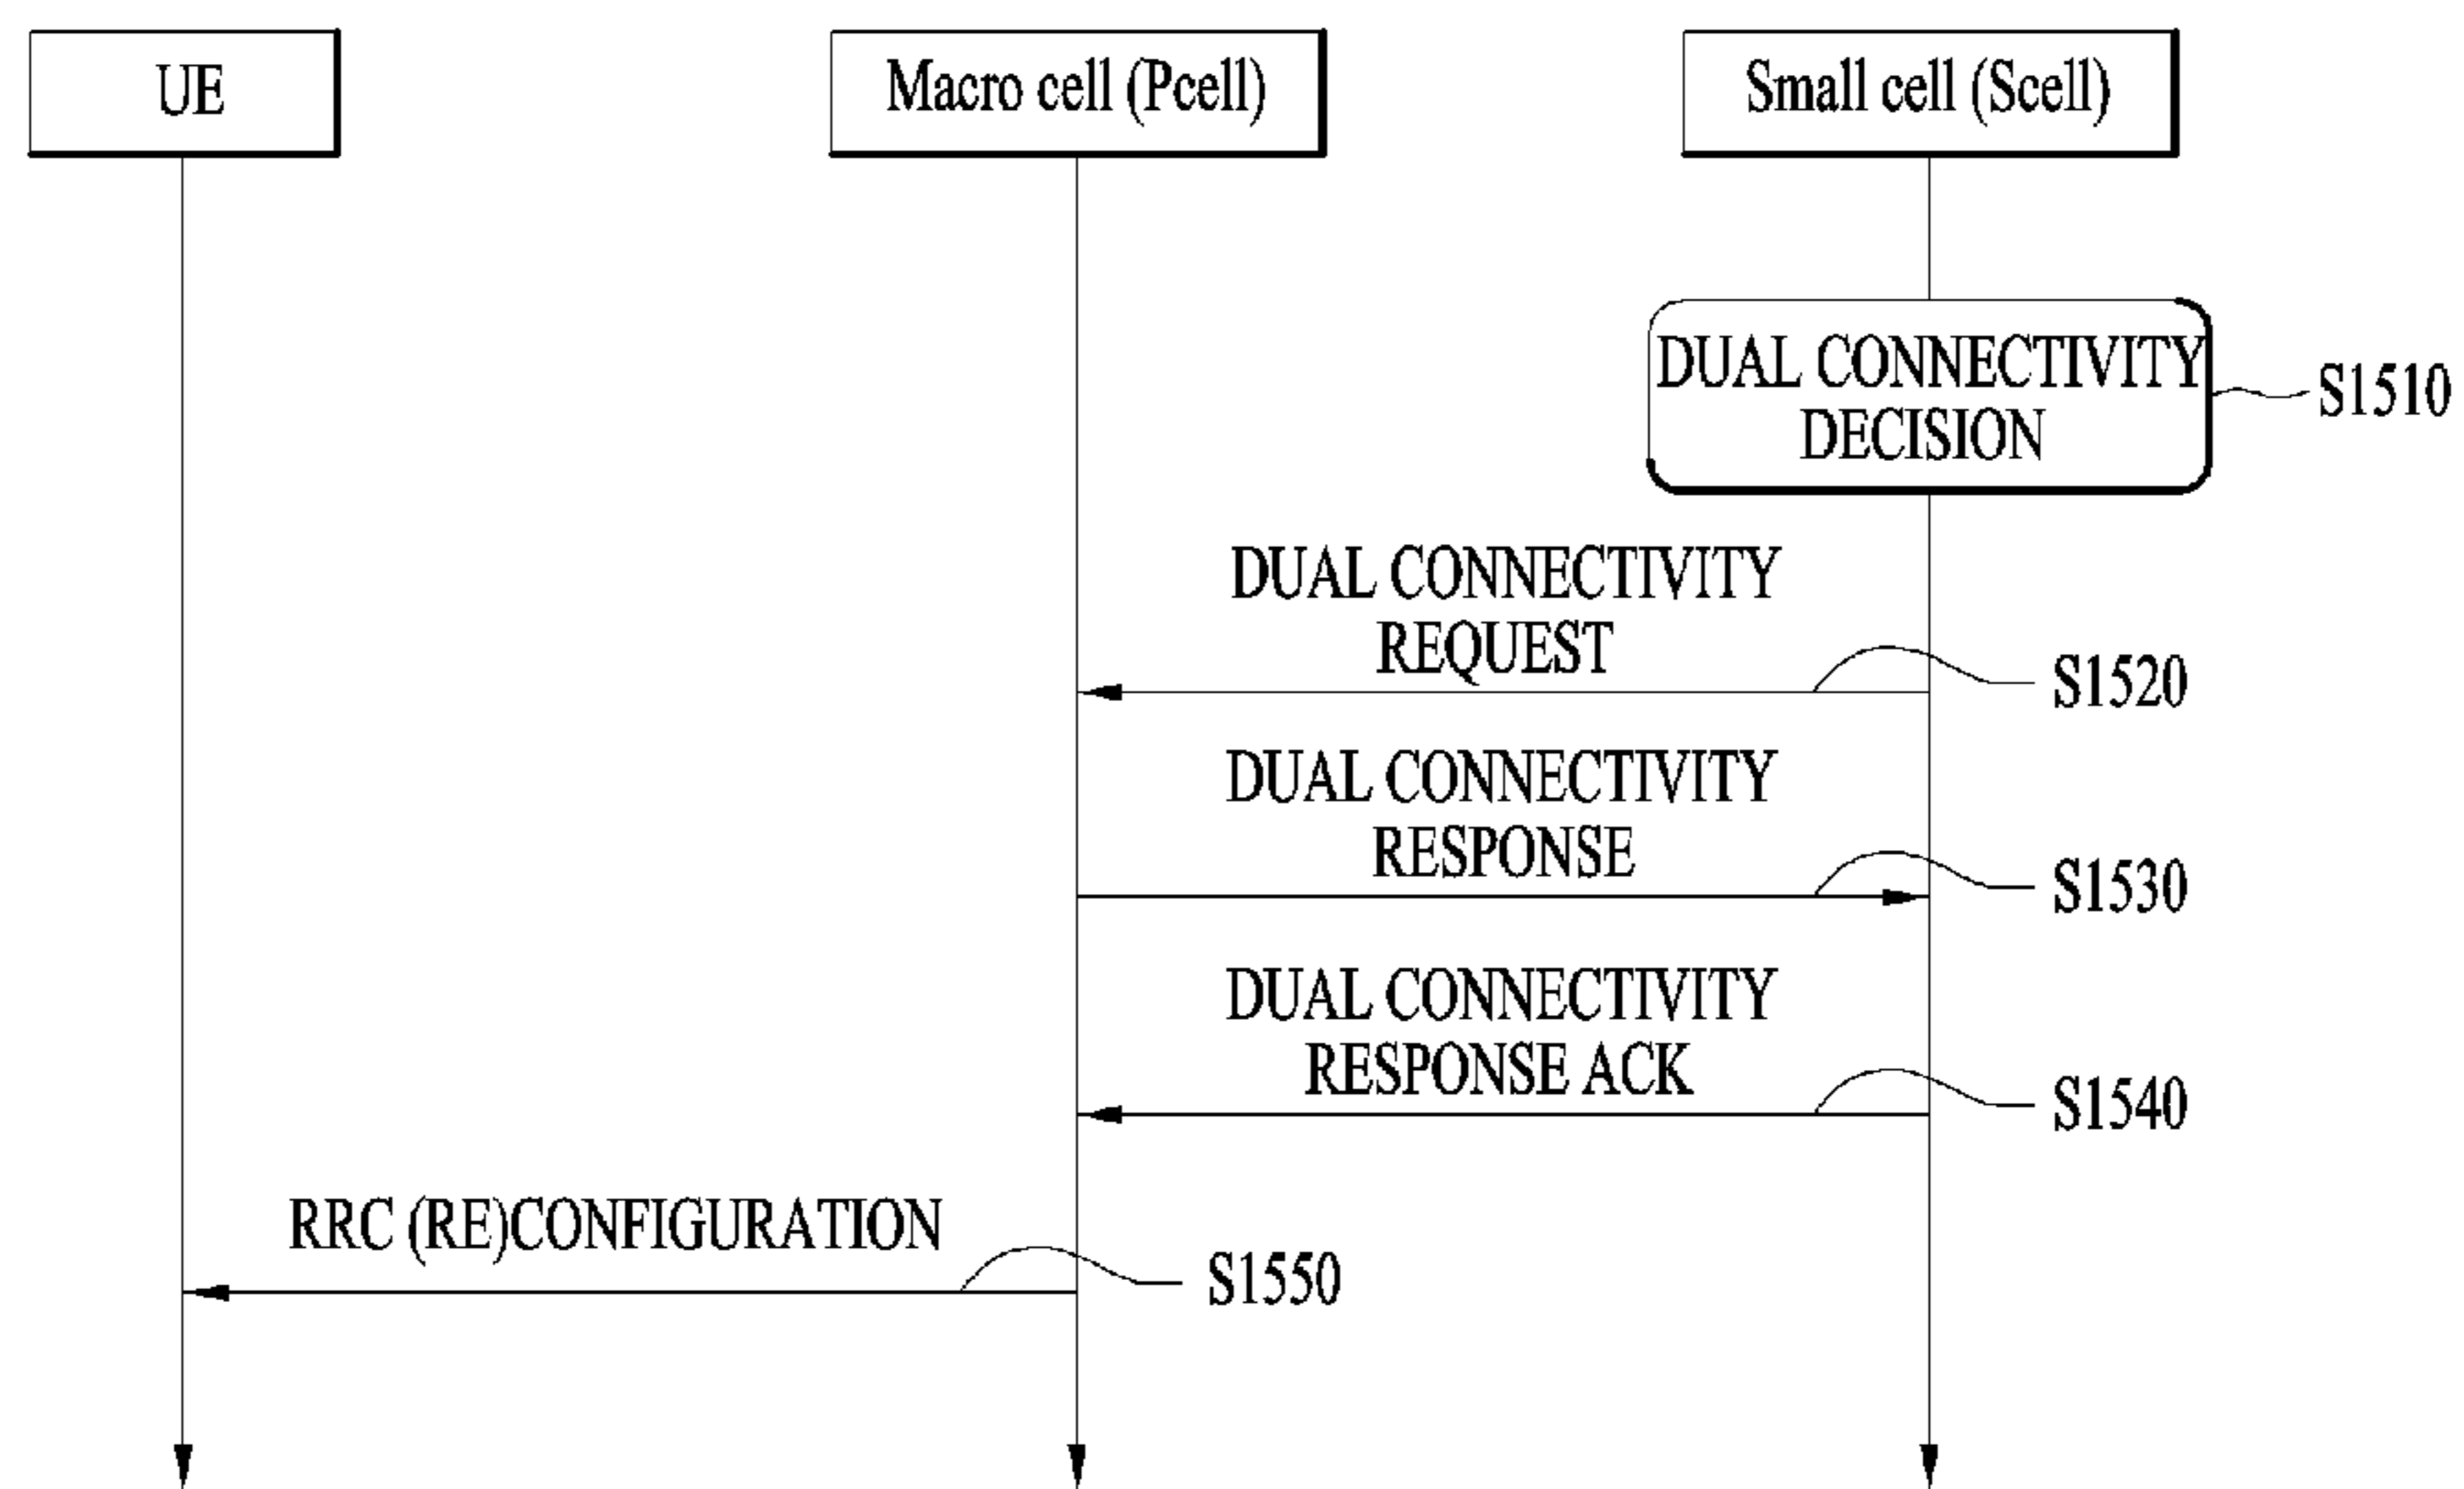 UE
Macro cell (Pcell)
Small cell (Scell)
DUAL CONNECTIVITY
DECISION
S1510
DUAL CONNECTIVITY
REQUEST
S1520
DUAL CONNECTIVITY
RESPONSE
S1530
DUAL CONNECTIVITY
RESPONSE ACK
S1540
RRC (RE)CONFIGURATION
S1550